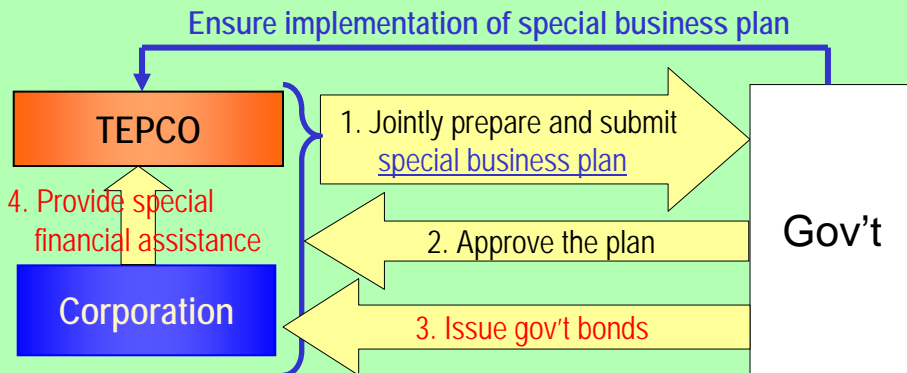 Ensure implementation of special business plan
TEPCO
1. Jointly prepare and submit
special business plan
4. Provide special
financial assistance
2. Approve the plan
Gov't
Corporation
3. Issue gov't bonds